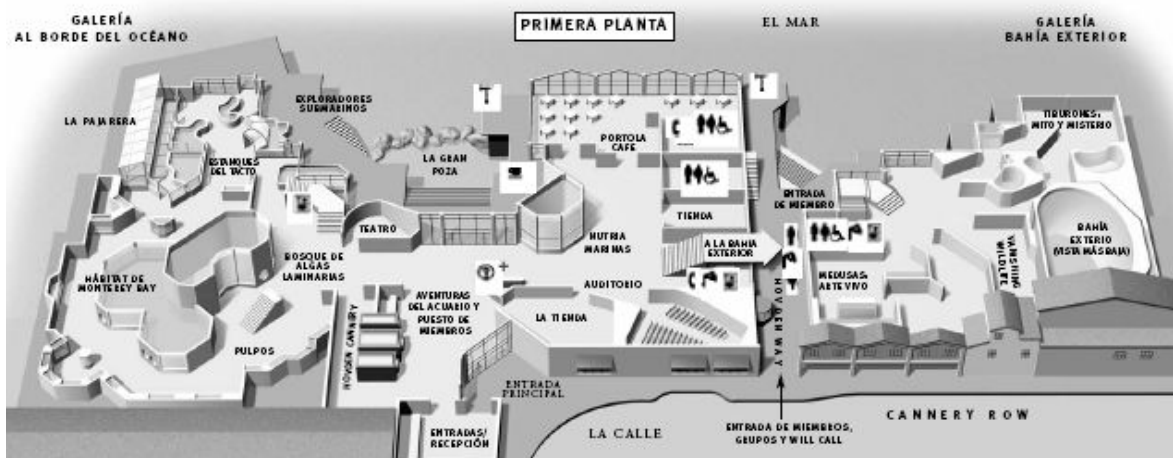 GALERÍA
AL BORDE DEL OCÉANO
PRIMERA PLANTA
EL MAR
GALERÍA
BAHÍA EXTERIOR
LA PAJARERA
EXPLORADORES
SUBMARINOS
ESTANQUES
DEL TACTO
LA GRAN
POZA
PORTOLA
CAFE
TIBURONES:
MITO Y MISTERIO
ENTRADA
DE MIEMBRO
TIENDA
TEATRO
NUTRIA
MARINAS
A LA BAHÍA
EXTERIOR
BAHÍA
EXTERIO
(VISTA MÁS BAJA)
VANISHING
WILDLIFE
BOSQUE DE
ALGAS
LAMINARIAS
HÁBITAT DE
MONTEREY BAY
MEDUSAS:
ARTE VIVO
AUDITORIO
AVENTURAS
DEL ACUARIO Y
PUESTO DE
MIEMBROS
LA TIENDA
HOVDEN WAY
PULPOS
HOVDEN CANNERY
ENTRADA
PRINCIPAL
ENTRADAS/
RECEPCIÓN
LA CALLE
ENTRADA DE MIEMBROS,
GRUPOS Y WILL CALL
CANNERY ROW